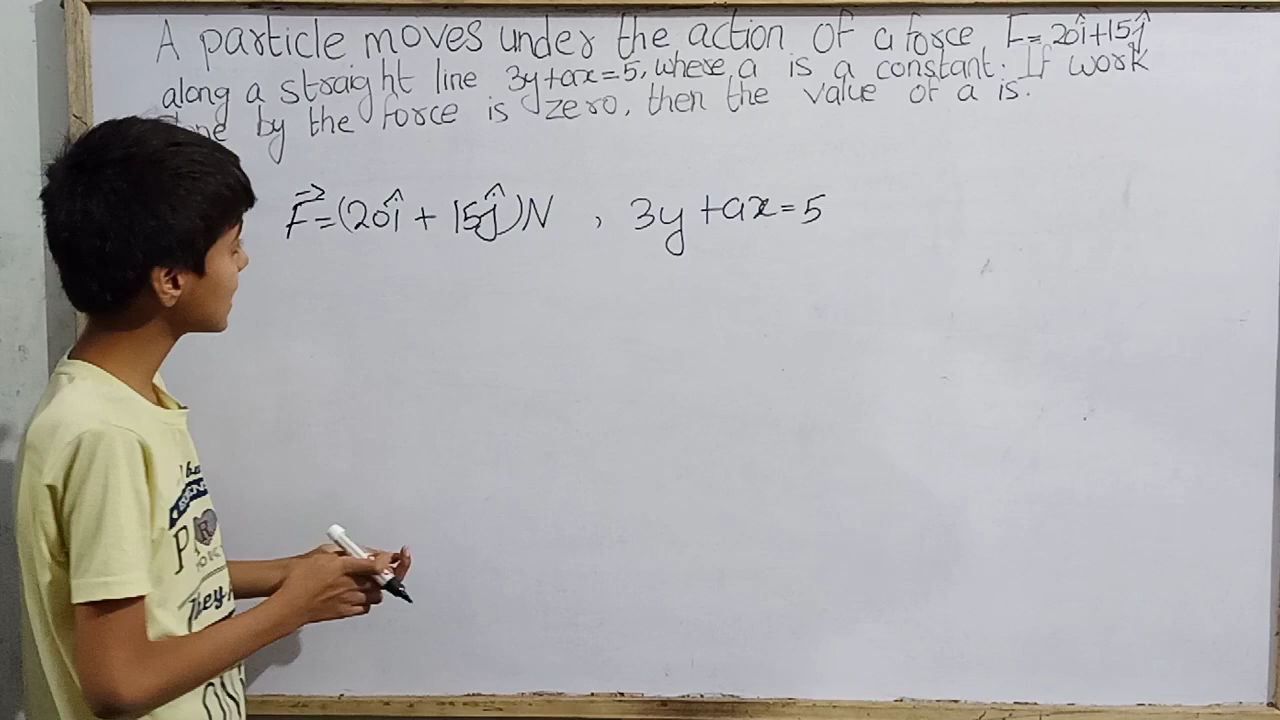 A particle moves under the action of a force F=20î+15ĵ
along a straight line 3y+ax=5, where a is a constant. If work
done by the force is zero, then the value of a is.
F⃗=(20î + 15ĵ)N , 3y+ax=5